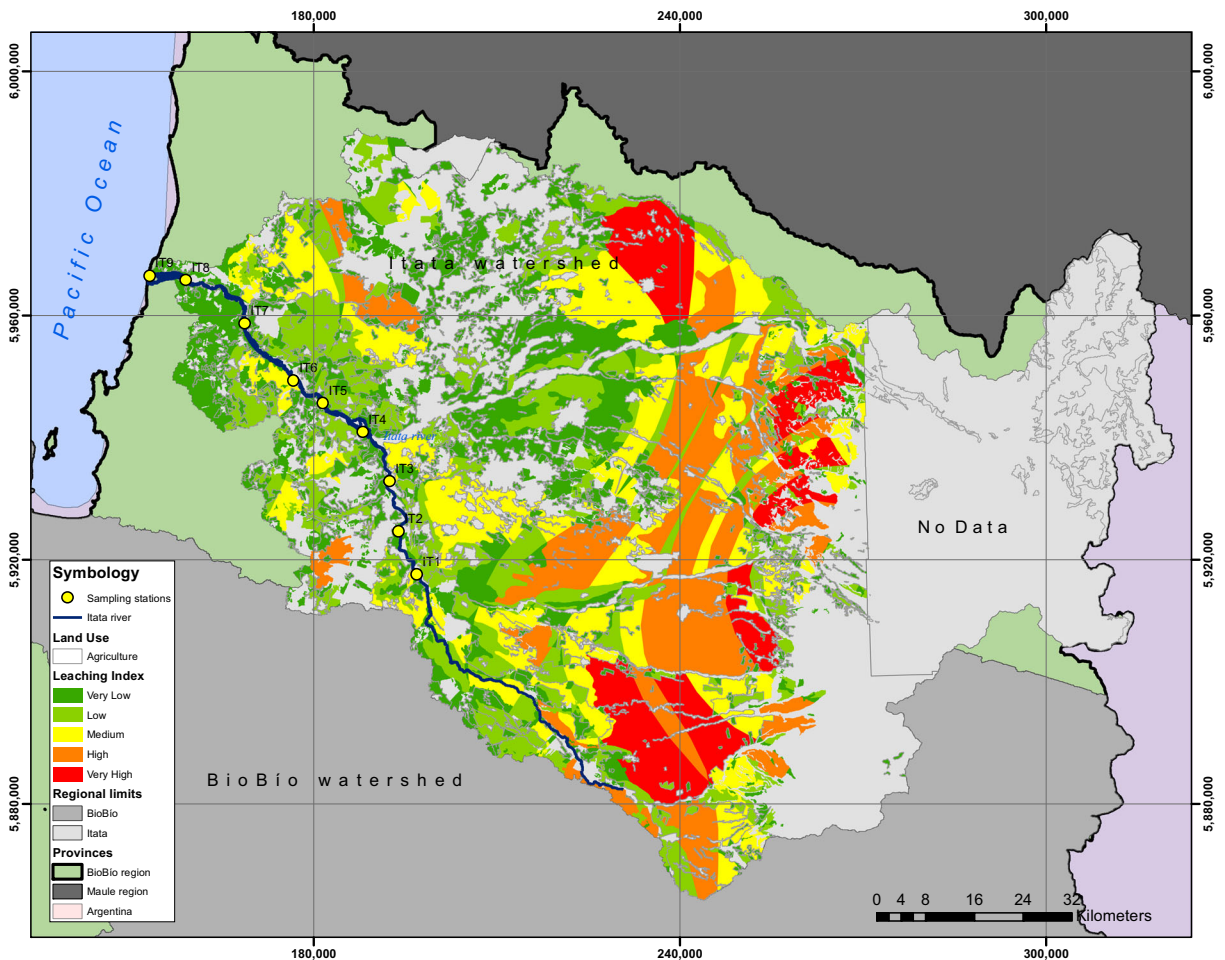 180,000 240,000 300,000
6,000,000 6,000,000
Pacific Ocean
Itata watershed
IT9
IT8
IT7
5,960,000 5,960,000
IT6
IT5
IT4
Itata river
IT3
IT2
No Data
IT1
5,920,000 5,920,000
Symbology
Sampling stations
Itata river
Land Use
Agriculture
Leaching Index
Very Low
Low
Medium
High
Very High
Regional limits
BioBío
Itata
Provinces
BioBío region
Maule region
Argentina
BioBío watershed
5,880,000 5,880,000
0 4 8 16 24 32
Kilometers
180,000 240,000 300,000